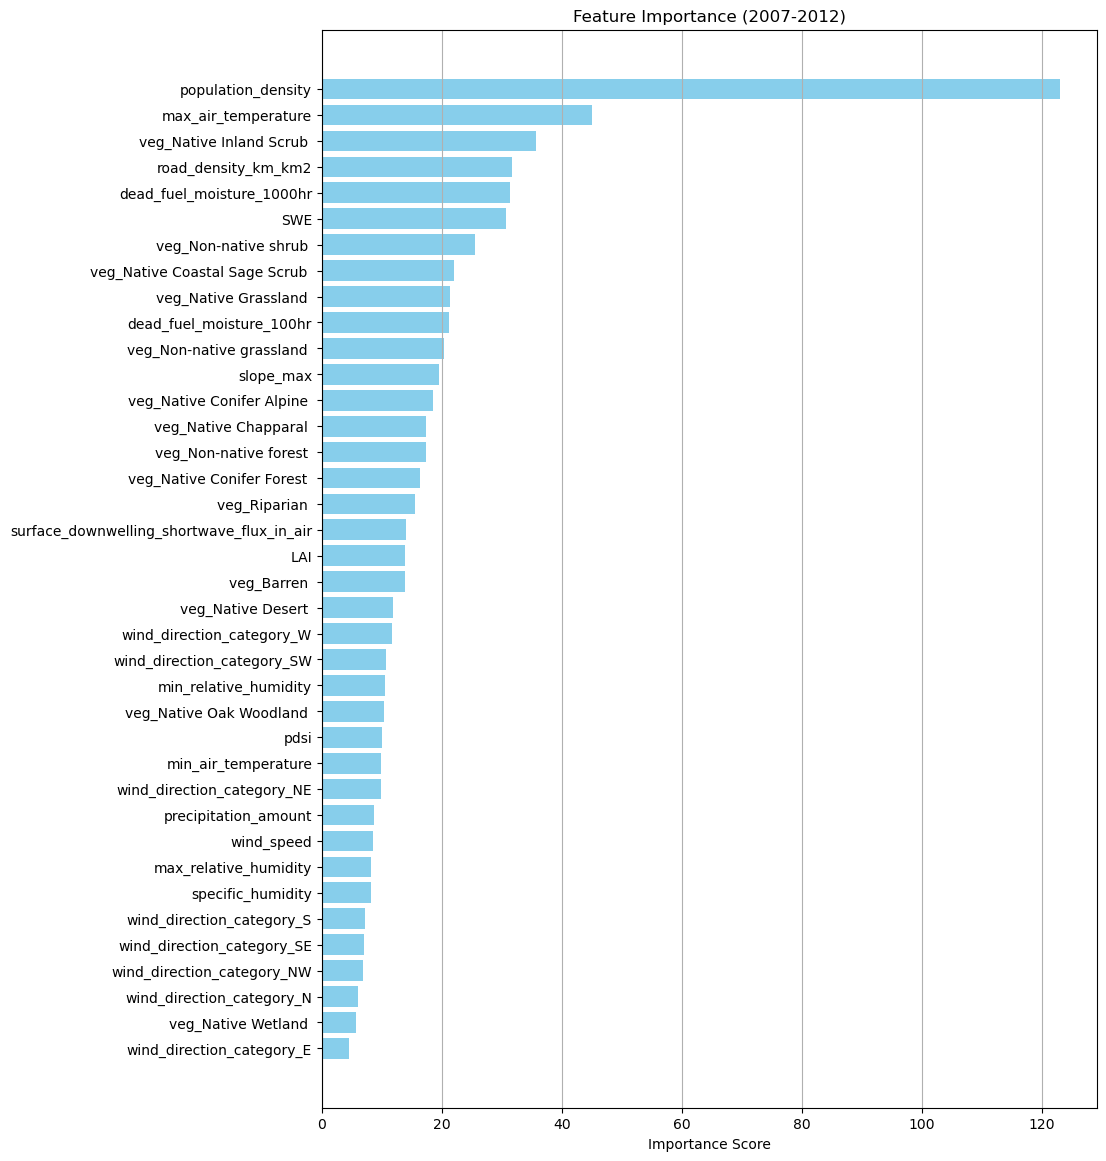 Feature Importance (2007-2012)
population_density
max_air_temperature
veg_Native Inland Scrub
road_density_km_km2
dead_fuel_moisture_1000hr
SWE
veg_Non-native shrub
veg_Native Coastal Sage Scrub
veg_Native Grassland
dead_fuel_moisture_100hr
veg_Non-native grassland
slope_max
veg_Native Conifer Alpine
veg_Native Chapparal
veg_Non-native forest
veg_Native Conifer Forest
veg_Riparian
surface_downwelling_shortwave_flux_in_air
LAI
veg_Barren
veg_Native Desert
wind_direction_category_W
wind_direction_category_SW
min_relative_humidity
veg_Native Oak Woodland
pdsi
min_air_temperature
wind_direction_category_NE
precipitation_amount
wind_speed
max_relative_humidity
specific_humidity
wind_direction_category_S
wind_direction_category_SE
wind_direction_category_NW
wind_direction_category_N
veg_Native Wetland
wind_direction_category_E
0 20 40 60 80 100 120
Importance Score